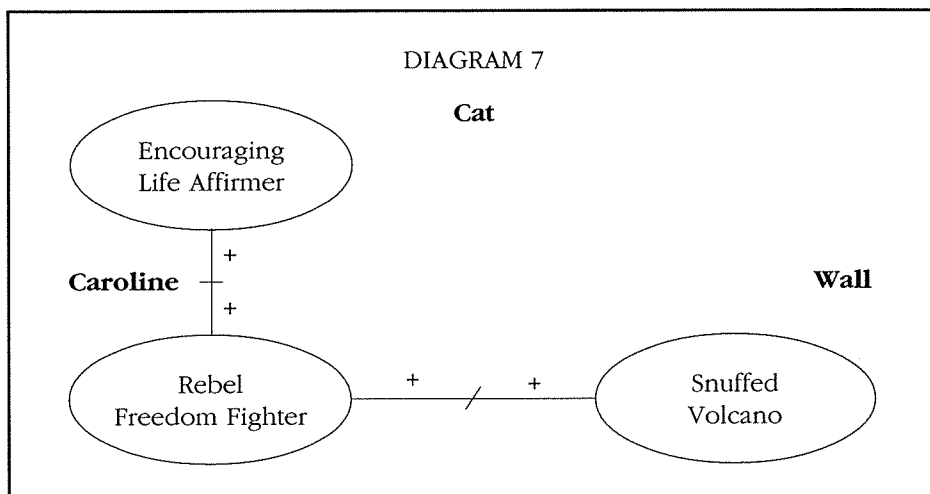 DIAGRAM 7
Cat
Encouraging
Life Affirmer
+
Caroline
+
Wall
Rebel
Freedom Fighter
+ +
Snuffed
Volcano